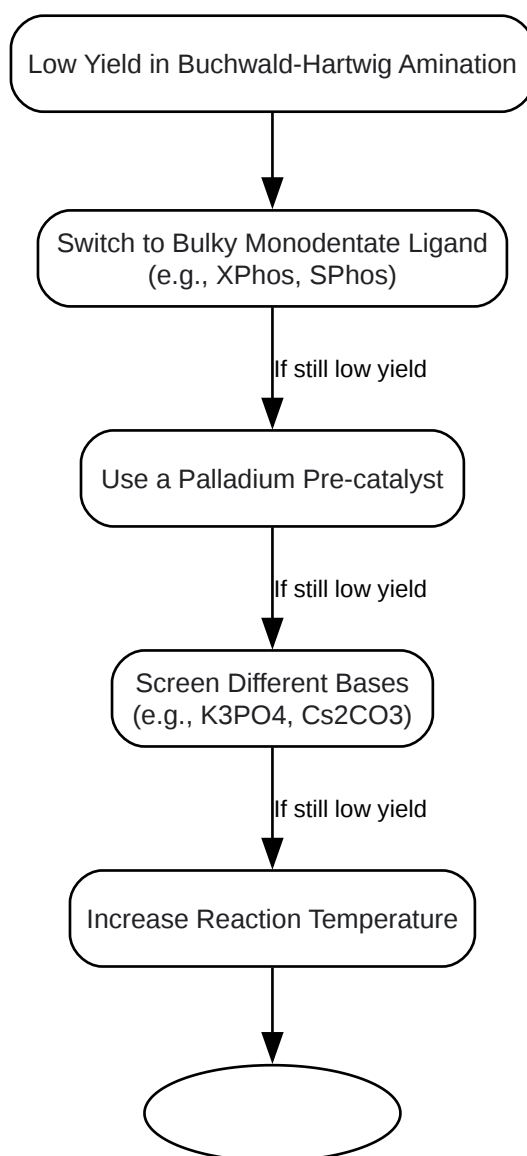 Low Yield in Buchwald-Hartwig Amination
Switch to Bulky Monodentate Ligand
(e.g., XPhos, SPhos)
If still low yield
Use a Palladium Pre-catalyst
If still low yield
Screen Different Bases
(e.g., K3PO4, Cs2CO3)
If still low yield
Increase Reaction Temperature